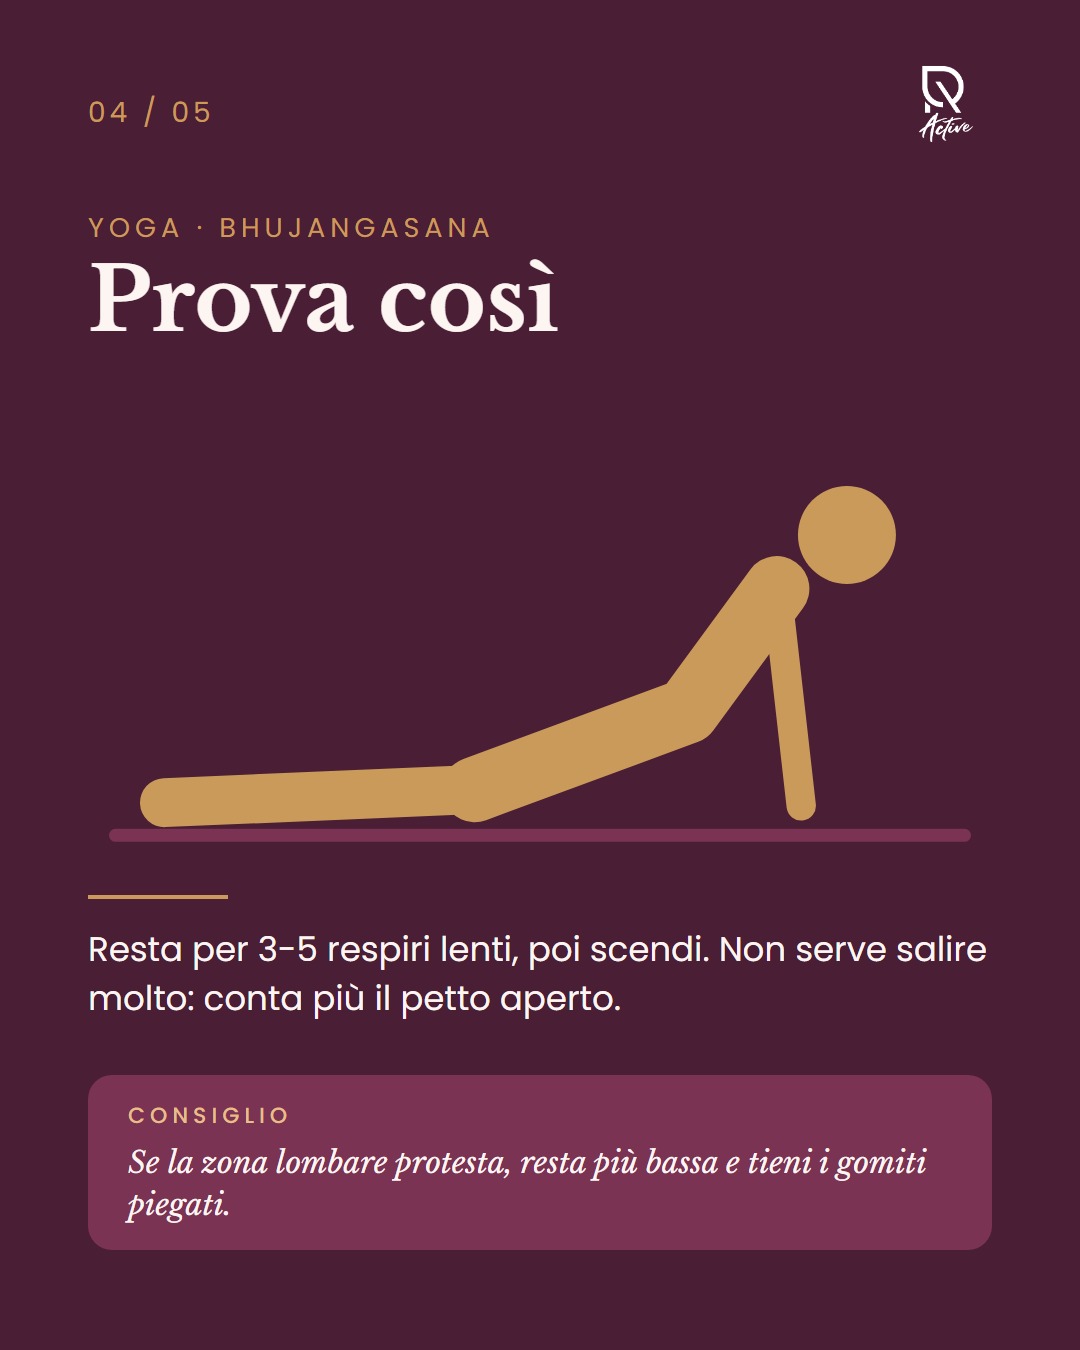 04 / 05
R
Active
YOGA · BHUJANGASANA
Prova così
Resta per 3-5 respiri lenti, poi scendi. Non serve salire
molto: conta più il petto aperto.
CONSIGLIO
Se la zona lombare protesta, resta più bassa e tieni i gomiti
piegati.